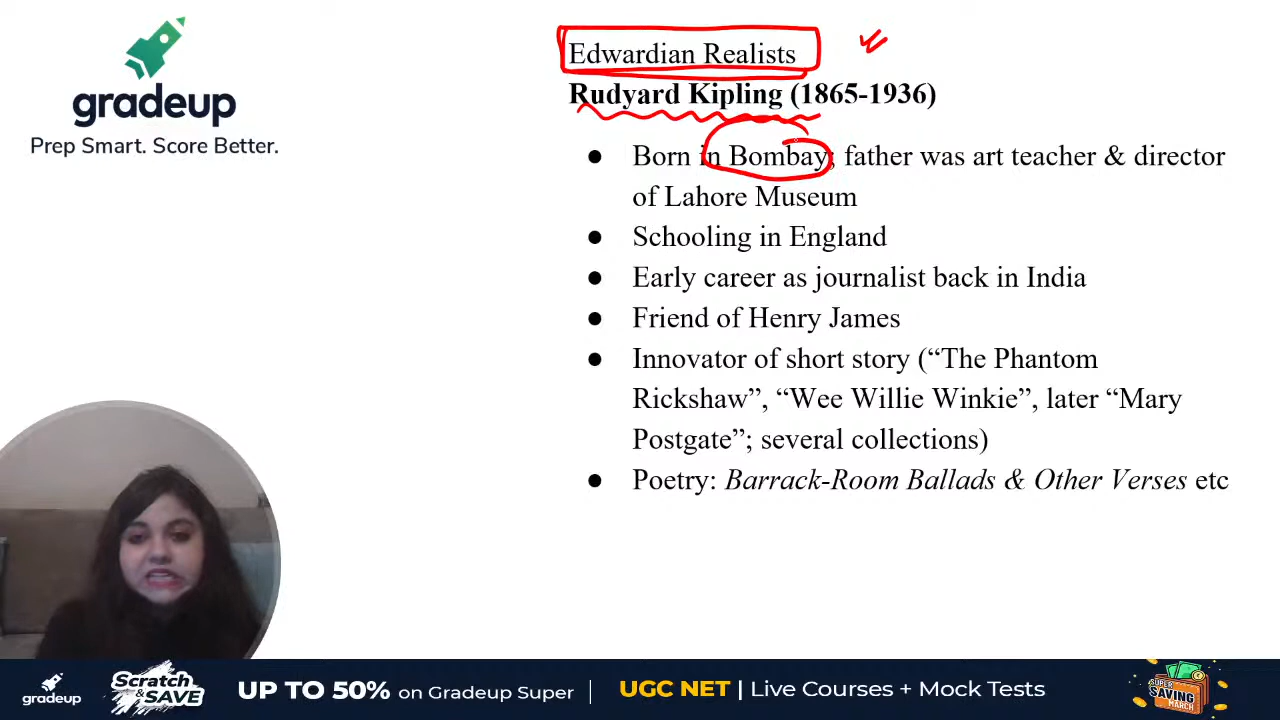 gradeup
Prep Smart. Score Better.
Edwardian Realists
Rudyard Kipling (1865-1936)
● Born in Bombay; father was art teacher & director
of Lahore Museum
● Schooling in England
● Early career as journalist back in India
● Friend of Henry James
● Innovator of short story (“The Phantom
Rickshaw”, “Wee Willie Winkie”, later “Mary
Postgate”; several collections)
● Poetry: Barrack-Room Ballads & Other Verses etc
gradeup
Scratch
& SAVE
UP TO 50% on Gradeup Super | UGC NET | Live Courses + Mock Tests
SUPER
SAVING
MARCH